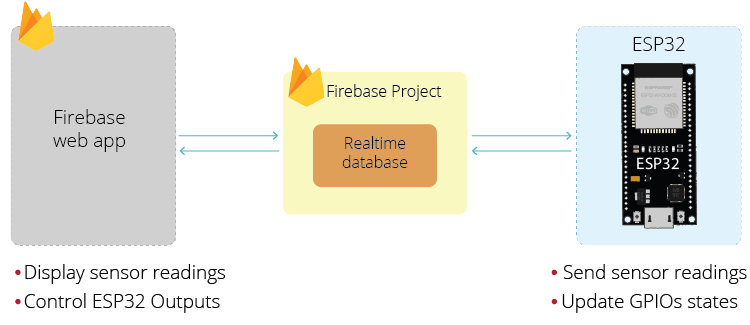 Firebase
web app
Firebase Project
Realtime
database
ESP32
ESP32
• Display sensor readings
• Control ESP32 Outputs
• Send sensor readings
• Update GPIOs states